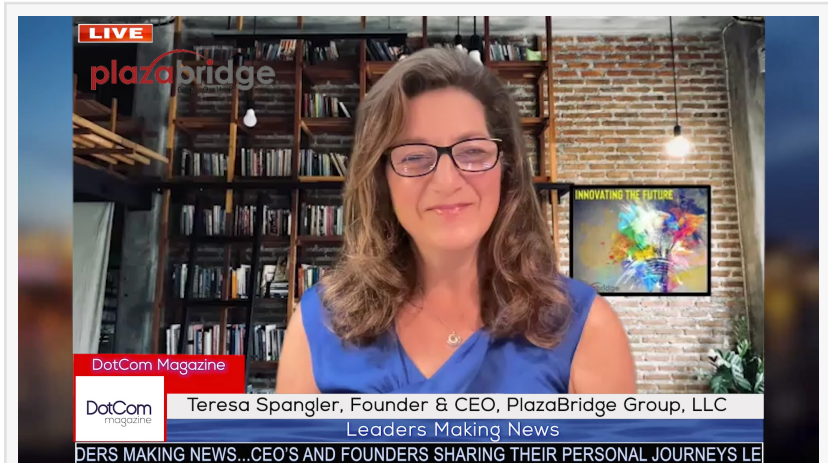 LIVE
plazabridge
INNOVATING THE FUTURE
DotCom Magazine
DotCom
magazine
Teresa Spangler, Founder & CEO, PlazaBridge Group, LLC
Leaders Making News
DERS MAKING NEWS...CEO'S AND FOUNDERS SHARING THEIR PERSONAL JOURNEYS LE